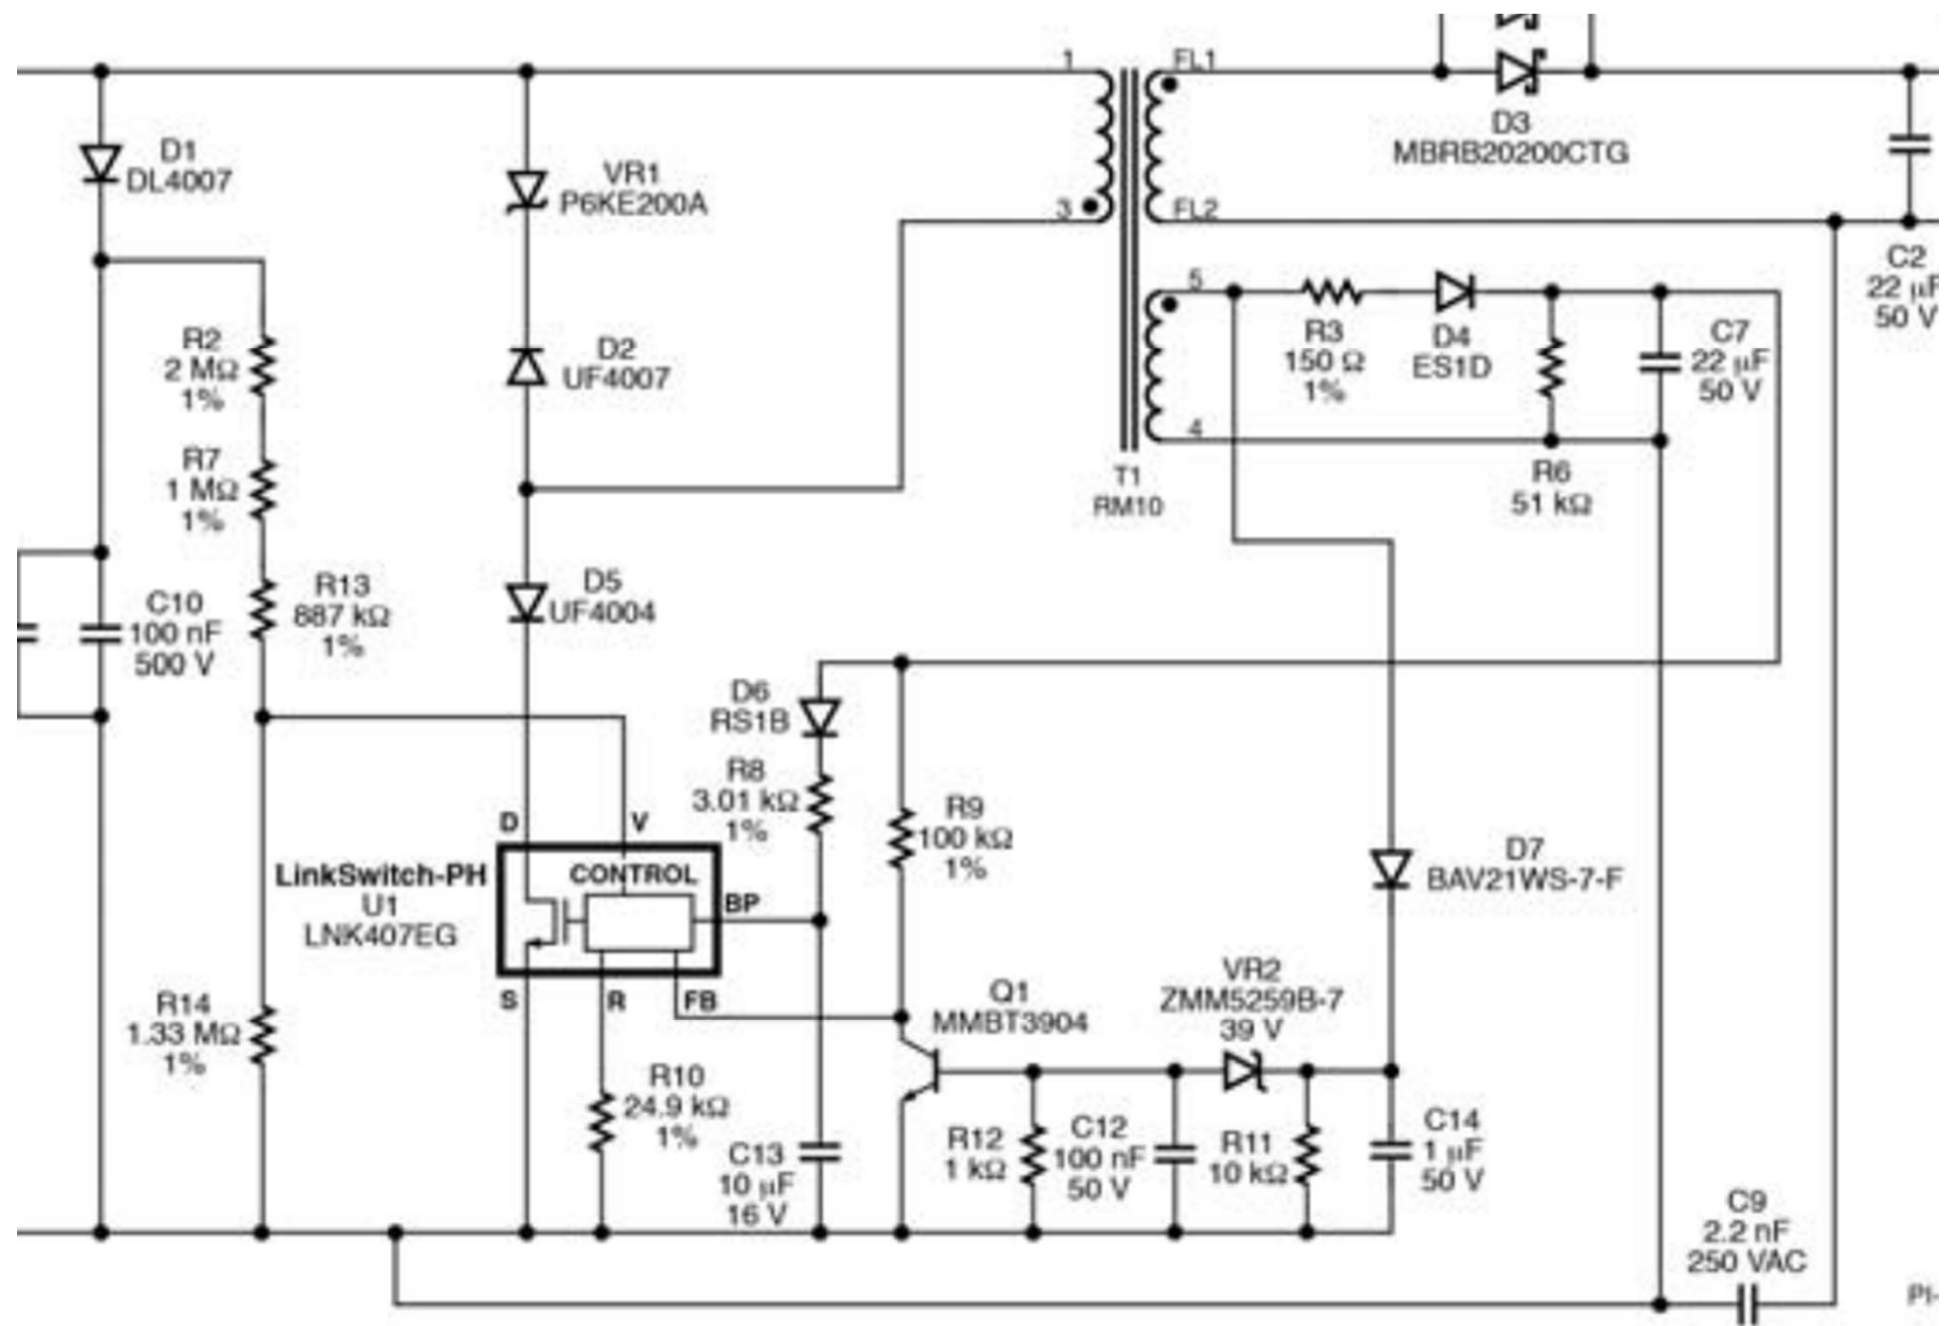 1
FL1
D3
MBRB20200CTG
D1
DL4007
VR1
P6KE200A
3
FL2
C2
22 µF
50 V
5
R3
150 Ω
1%
D4
ES1D
C7
22 µF
50 V
R2
2 MΩ
1%
D2
UF4007
4
T1
RM10
R6
51 kΩ
R7
1 MΩ
1%
C10
100 nF
500 V
R13
887 kΩ
1%
D5
UF4004
D6
RS1B
R8
3.01 kΩ
1%
R9
100 kΩ
1%
D7
BAV21WS-7-F
D
V
LinkSwitch-PH
U1
LNK407EG
CONTROL
BP
S
R
FB
Q1
MMBT3904
VR2
ZMM5259B-7
39 V
R14
1.33 MΩ
1%
R10
24.9 kΩ
1%
C13
10 µF
16 V
R12
1 kΩ
C12
100 nF
50 V
R11
10 kΩ
C14
1 µF
50 V
C9
2.2 nF
250 VAC
PI-